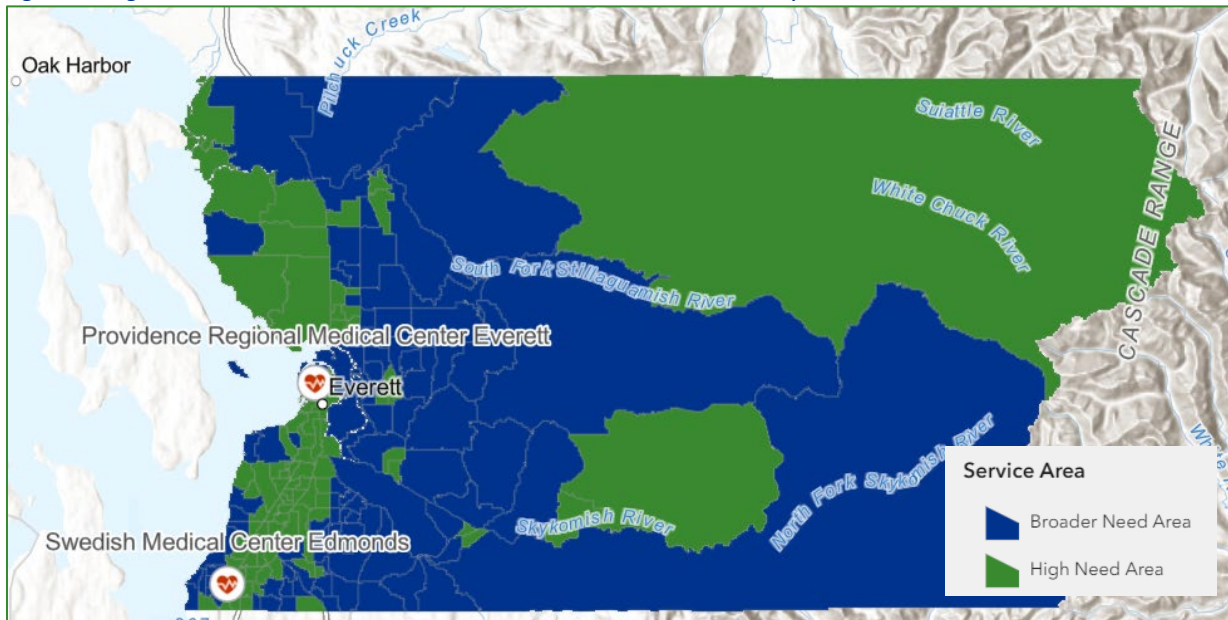 Oak Harbor
Pilchuck Creek
Suiattle River
White Chuck River
CASCADE RANGE
South Fork Stillaguamish River
Providence Regional Medical Center Everett
Everett
North Fork Skykomish River
Skykomish River
Swedish Medical Center Edmonds
Service Area
Broader Need Area
High Need Area